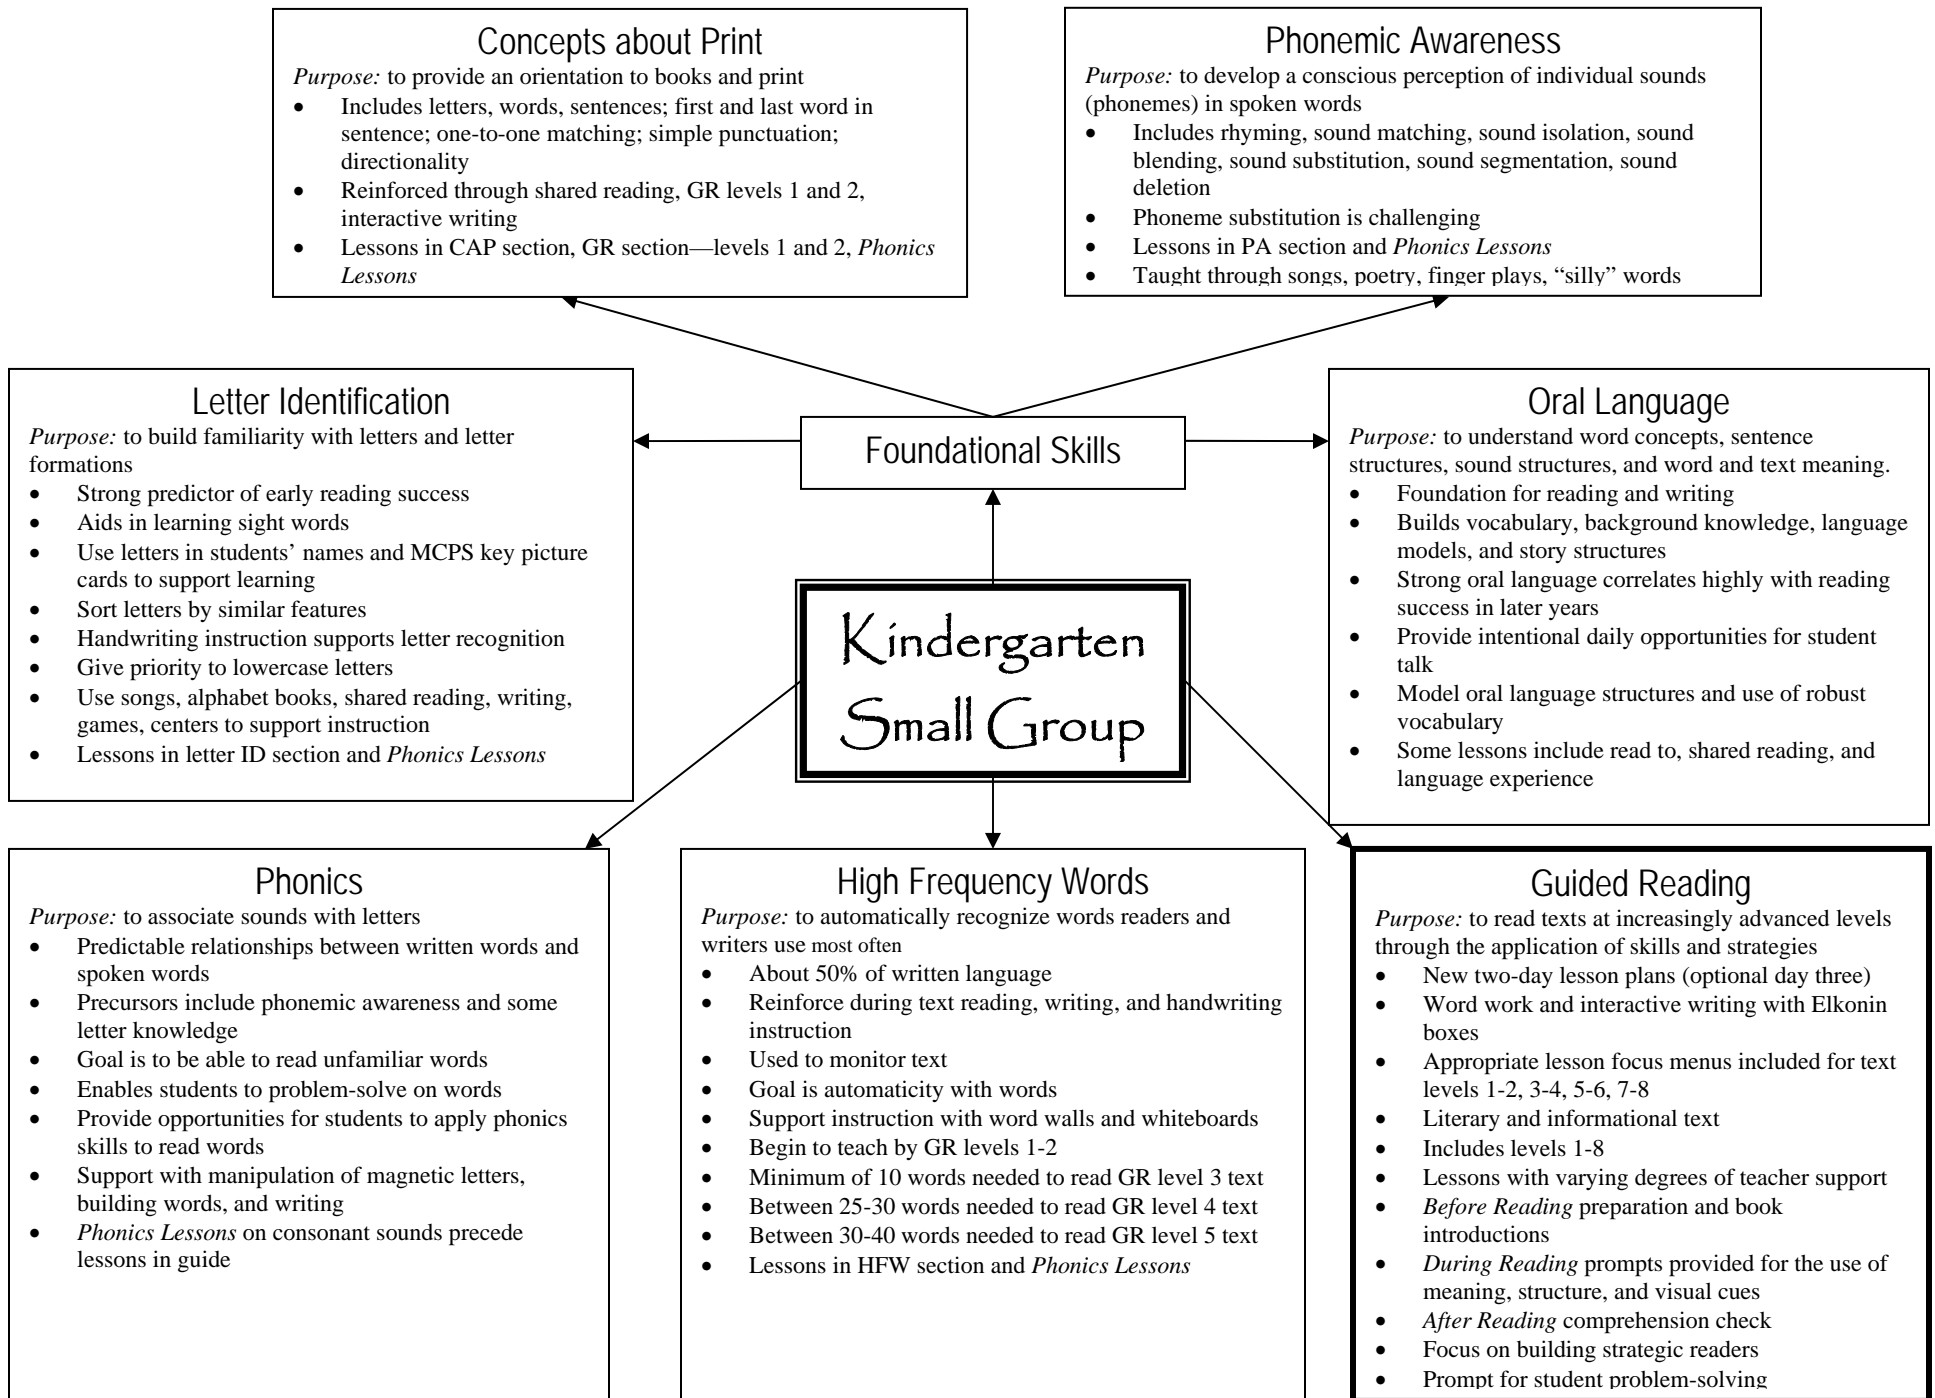 Concepts about Print
Purpose: to provide an orientation to books and print
• Includes letters, words, sentences; first and last word in
sentence; one-to-one matching; simple punctuation;
directionality
• Reinforced through shared reading, GR levels 1 and 2,
interactive writing
• Lessons in CAP section, GR section—levels 1 and 2, Phonics
Lessons
Phonemic Awareness
Purpose: to develop a conscious perception of individual sounds
(phonemes) in spoken words
• Includes rhyming, sound matching, sound isolation, sound
blending, sound substitution, sound segmentation, sound
deletion
• Phoneme substitution is challenging
• Lessons in PA section and Phonics Lessons
• Taught through songs, poetry, finger plays, “silly” words
Letter Identification
Purpose: to build familiarity with letters and letter
formations
• Strong predictor of early reading success
• Aids in learning sight words
• Use letters in students’ names and MCPS key picture
cards to support learning
• Sort letters by similar features
• Handwriting instruction supports letter recognition
• Give priority to lowercase letters
• Use songs, alphabet books, shared reading, writing,
games, centers to support instruction
• Lessons in letter ID section and Phonics Lessons
Foundational Skills
Oral Language
Purpose: to understand word concepts, sentence
structures, sound structures, and word and text meaning.
• Foundation for reading and writing
• Builds vocabulary, background knowledge, language
models, and story structures
• Strong oral language correlates highly with reading
success in later years
• Provide intentional daily opportunities for student
talk
• Model oral language structures and use of robust
vocabulary
• Some lessons include read to, shared reading, and
language experience
Kindergarten
Small Group
Phonics
Purpose: to associate sounds with letters
• Predictable relationships between written words and
spoken words
• Precursors include phonemic awareness and some
letter knowledge
• Goal is to be able to read unfamiliar words
• Enables students to problem-solve on words
• Provide opportunities for students to apply phonics
skills to read words
• Support with manipulation of magnetic letters,
building words, and writing
• Phonics Lessons on consonant sounds precede
lessons in guide
High Frequency Words
Purpose: to automatically recognize words readers and
writers use most often
• About 50% of written language
• Reinforce during text reading, writing, and handwriting
instruction
• Used to monitor text
• Goal is automaticity with words
• Support instruction with word walls and whiteboards
• Begin to teach by GR levels 1-2
• Minimum of 10 words needed to read GR level 3 text
• Between 25-30 words needed to read GR level 4 text
• Between 30-40 words needed to read GR level 5 text
• Lessons in HFW section and Phonics Lessons
Guided Reading
Purpose: to read texts at increasingly advanced levels
through the application of skills and strategies
• New two-day lesson plans (optional day three)
• Word work and interactive writing with Elkonin
boxes
• Appropriate lesson focus menus included for text
levels 1-2, 3-4, 5-6, 7-8
• Literary and informational text
• Includes levels 1-8
• Lessons with varying degrees of teacher support
• Before Reading preparation and book
introductions
• During Reading prompts provided for the use of
meaning, structure, and visual cues
• After Reading comprehension check
• Focus on building strategic readers
• Prompt for student problem-solving